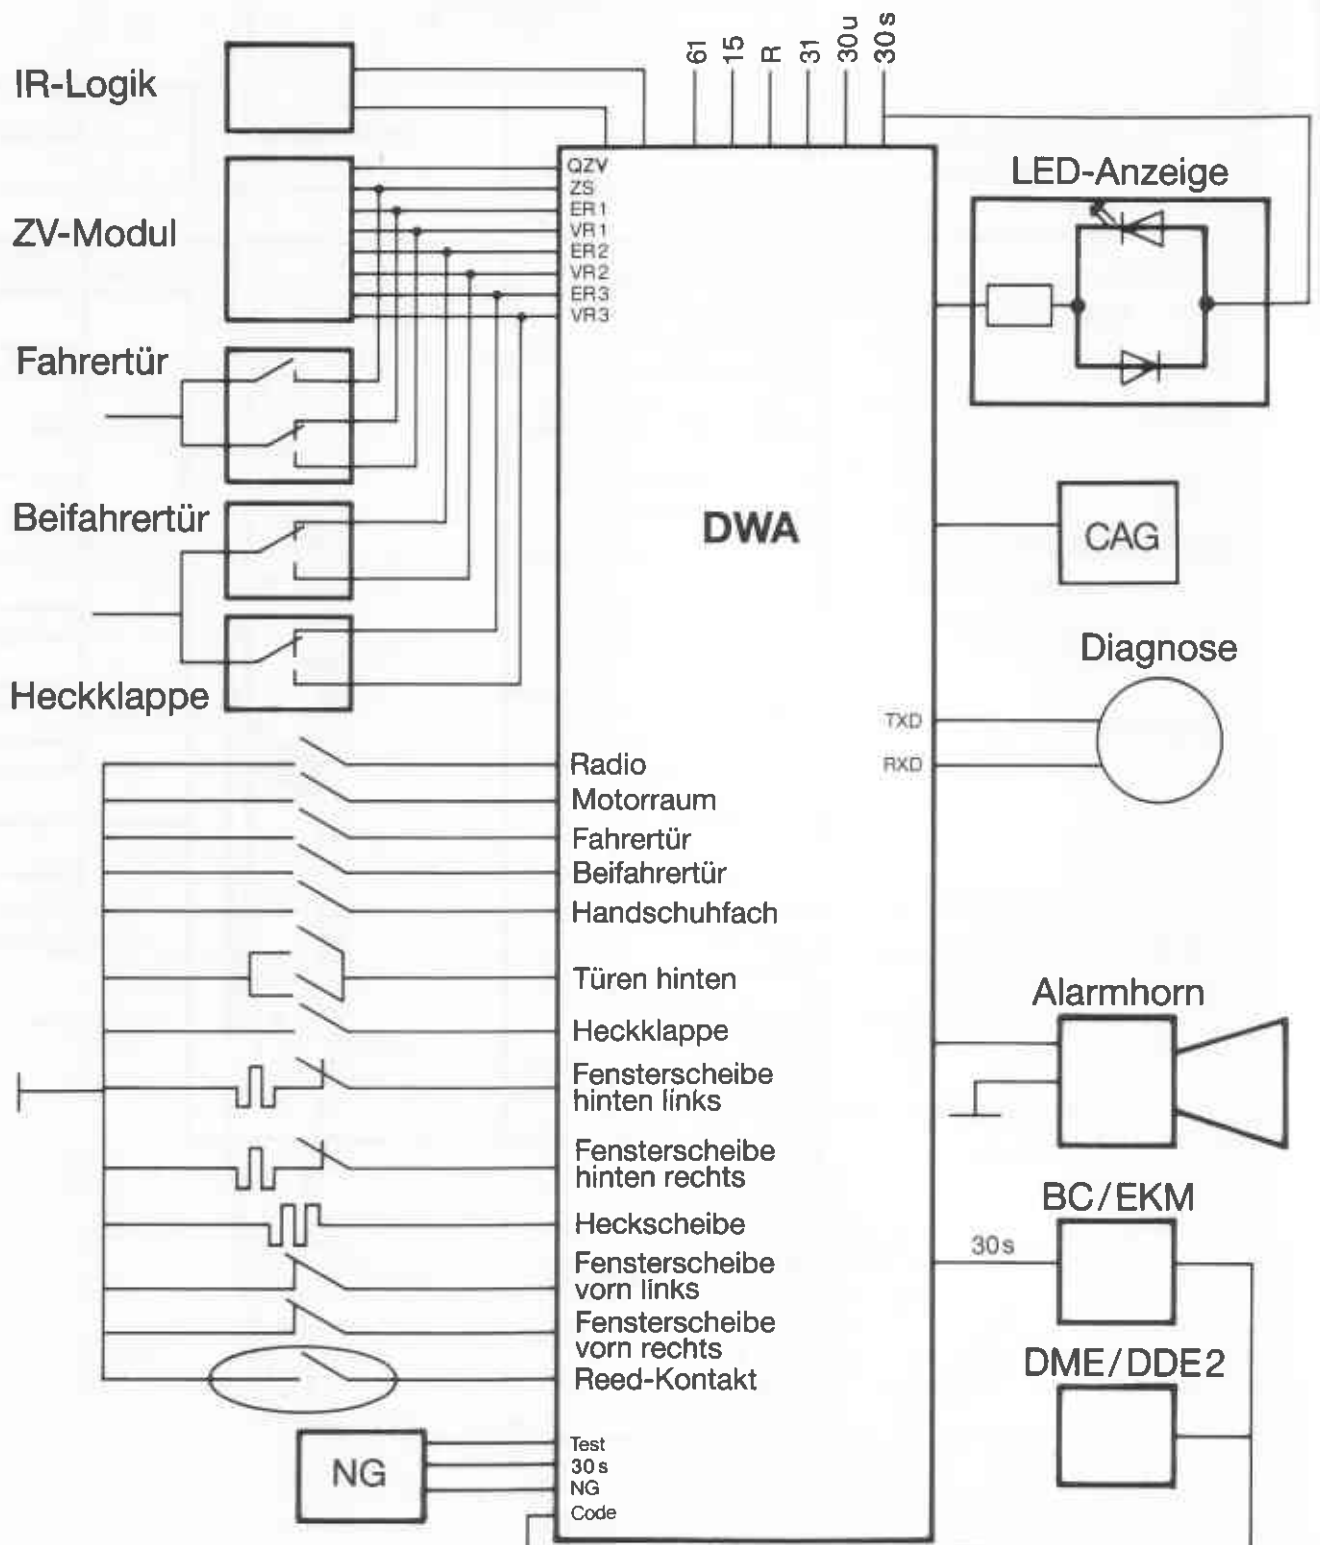 61
15
R
31
30u
30s
IR-Logik
QZV
ZS
ER1
VR1
ER2
VR2
ER3
VR3
ZV-Modul
LED-Anzeige
Fahrertür
Beifahrertür
DWA
CAG
Heckklappe
Diagnose
TXD
RXD
Radio
Motorraum
Fahrertür
Beifahrertür
Handschuhfach
Türen hinten
Heckklappe
Alarmhorn
Fensterscheibe
hinten links
Fensterscheibe
hinten rechts
Heckscheibe
Fensterscheibe
vorn links
Fensterscheibe
vorn rechts
Reed-Kontakt
BC/EKM
30s
DME/DDE2
NG
Test
30s
NG
Code